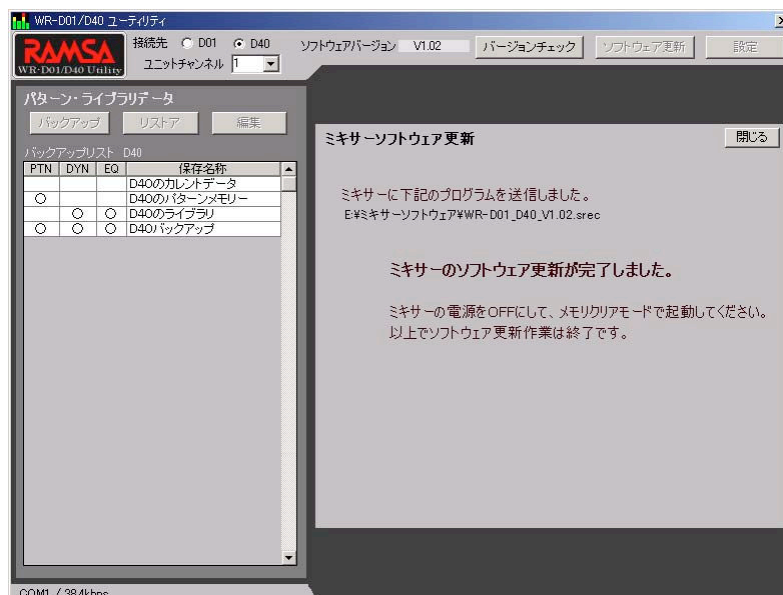 WR-D01/D40 ユーティリティ
RAMSA
WR-D01/D40 Utility
接続先 D01 D40
ユニットチャンネル 1
ソフトウェアバージョン V1.02
バージョンチェック
ソフトウェア更新
設定
パターン・ライブラリデータ
バックアップ リストア 編集
バックアップリスト D40
PTN DYN EQ 保存名称
D40のカレントデータ
○ D40のパターンメモリー
○ ○ D40のライブラリ
○ ○ ○ D40バックアップ
ミキサーソフトウェア更新
閉じる
ミキサーに下記のプログラムを送信しました。
E:¥ミキサーソフトウェア¥WR-D01_D40_V1.02.srec
ミキサーのソフトウェア更新が完了しました。
ミキサーの電源をOFFにして、メモリクリアモードで起動してください。
以上でソフトウェア更新作業は終了です。
COM1 / 38.4kbps